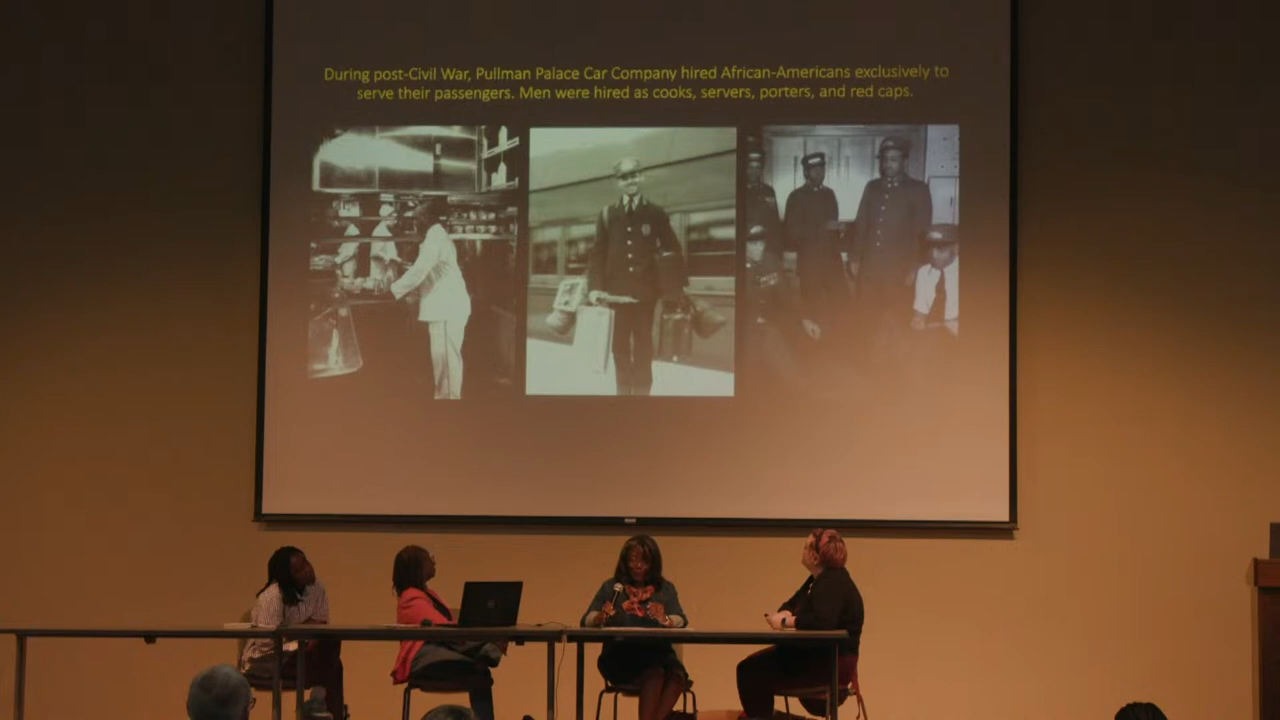 During post-Civil War, Pullman Palace Car Company hired African-Americans exclusively to
serve their passengers. Men were hired as cooks, servers, porters, and red caps.